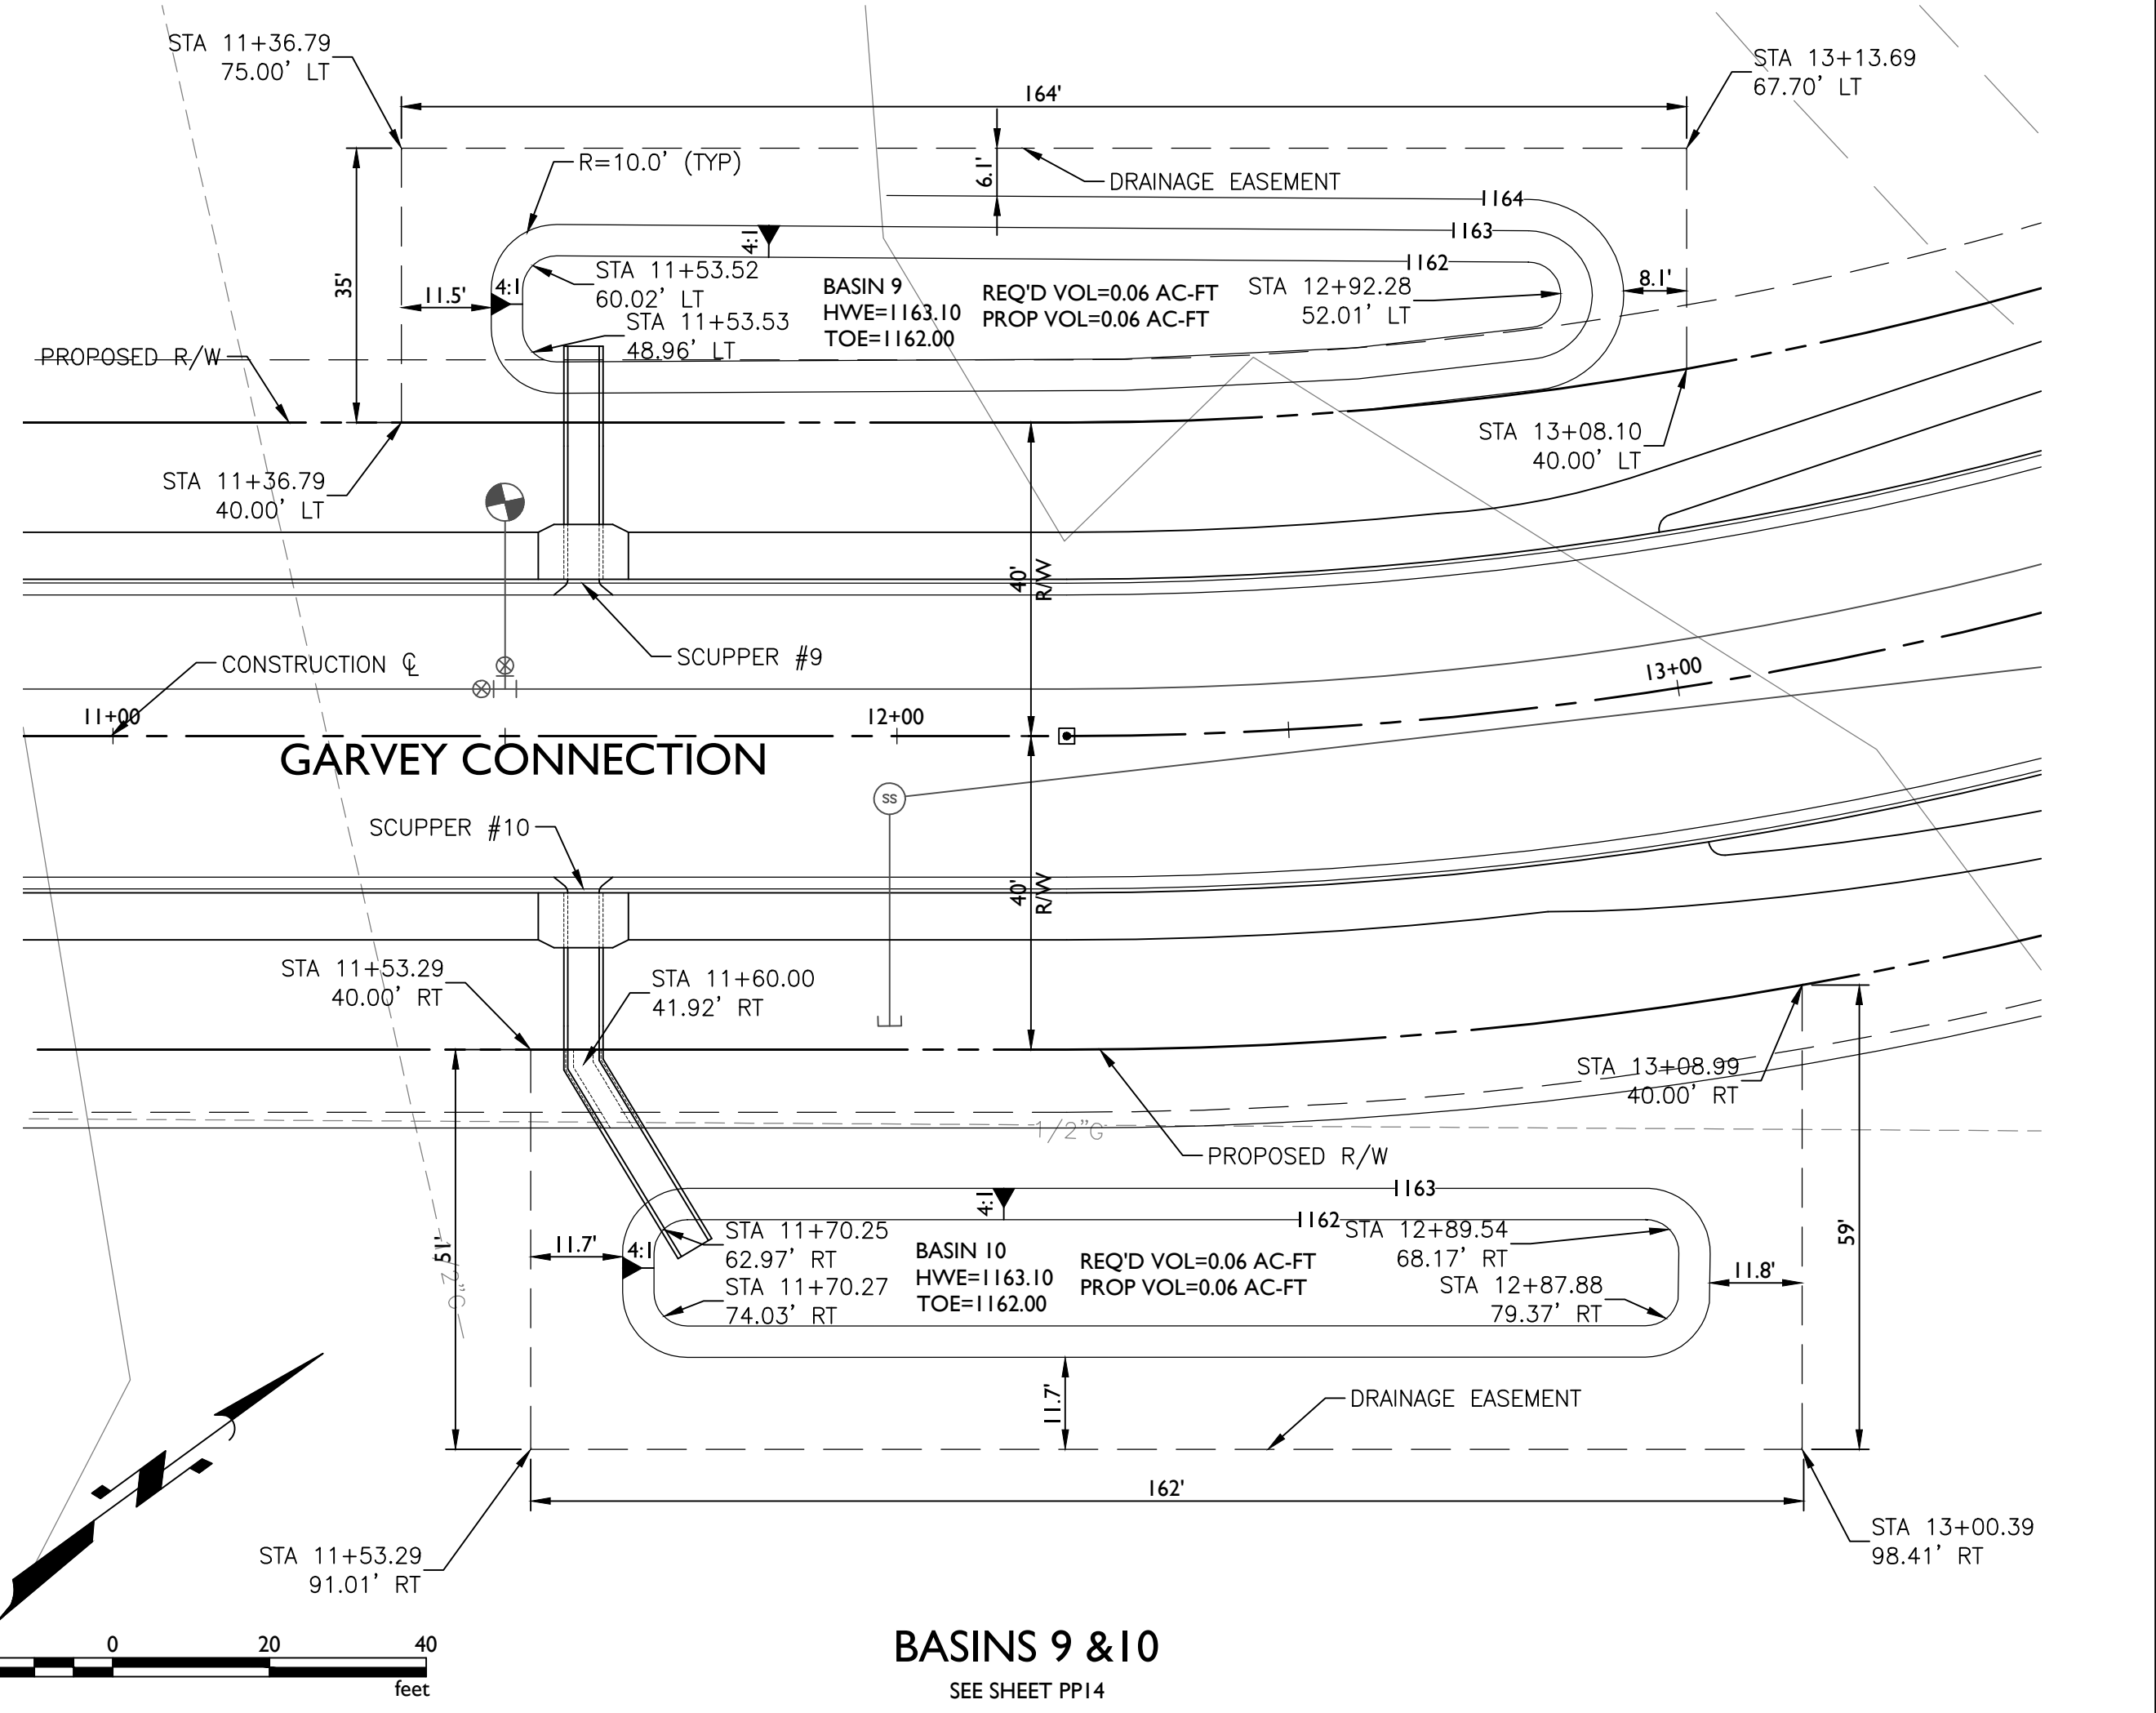 STA 11+36.79
75.00' LT
STA 13+13.69
67.70' LT
164'
R=10.0' (TYP)
6.1'
DRAINAGE EASEMENT
1164
1163
4:1
1162
35'
11.5'
4:1
STA 11+53.52
60.02' LT
STA 11+53.53
48.96' LT
BASIN 9
HWE=1163.10
TOE=1162.00
REQ'D VOL=0.06 AC-FT
PROP VOL=0.06 AC-FT
STA 12+92.28
52.01' LT
8.1'
PROPOSED R/W
STA 11+36.79
40.00' LT
STA 13+08.10
40.00' LT
40'
R/W
SCUPPER #9
CONSTRUCTION ℄
13+00
11+00
12+00
GARVEY CONNECTION
SS
SCUPPER #10
40'
R/W
STA 11+53.29
40.00' RT
STA 11+60.00
41.92' RT
STA 13+08.99
40.00' RT
1/2"G
PROPOSED R/W
1163
4:1
1162
51'
/2"G
11.7'
4:1
STA 11+70.25
62.97' RT
STA 11+70.27
74.03' RT
BASIN 10
HWE=1163.10
TOE=1162.00
REQ'D VOL=0.06 AC-FT
PROP VOL=0.06 AC-FT
STA 12+89.54
68.17' RT
STA 12+87.88
79.37' RT
11.8'
59'
11.7'
DRAINAGE EASEMENT
162'
STA 11+53.29
91.01' RT
STA 13+00.39
98.41' RT
0 20 40
feet
BASINS 9 &10
SEE SHEET PP14